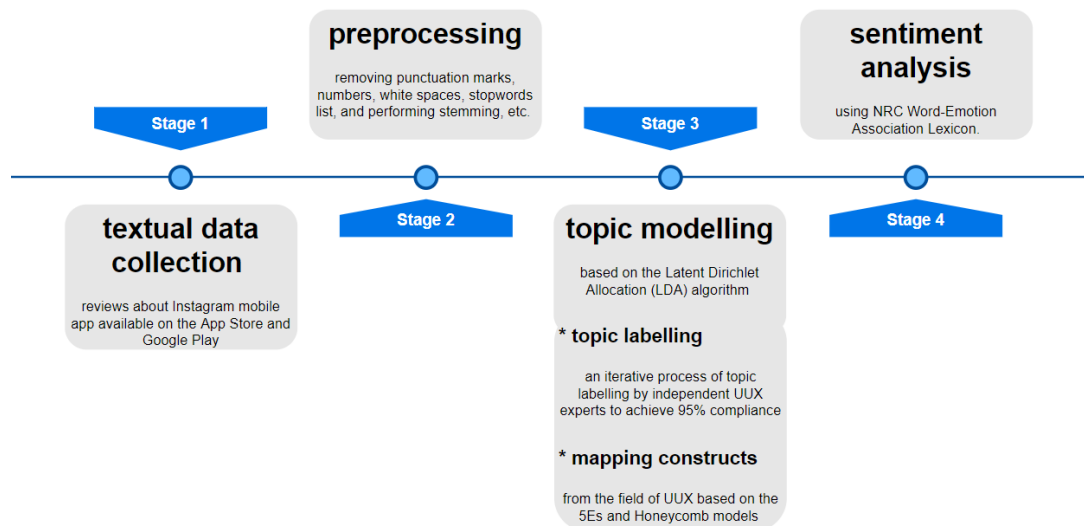 Stage 1
textual data
collection
reviews about Instagram mobile
app available on the App Store and
Google Play
preprocessing
removing punctuation marks,
numbers, white spaces, stopwords
list, and performing stemming, etc.
Stage 2
Stage 3
topic modelling
based on the Latent Dirichlet
Allocation (LDA) algorithm
* topic labelling
an iterative process of topic
labelling by independent UUX
experts to achieve 95% compliance
* mapping constructs
from the field of UUX based on the
5Es and Honeycomb models
sentiment
analysis
using NRC Word-Emotion
Association Lexicon.
Stage 4